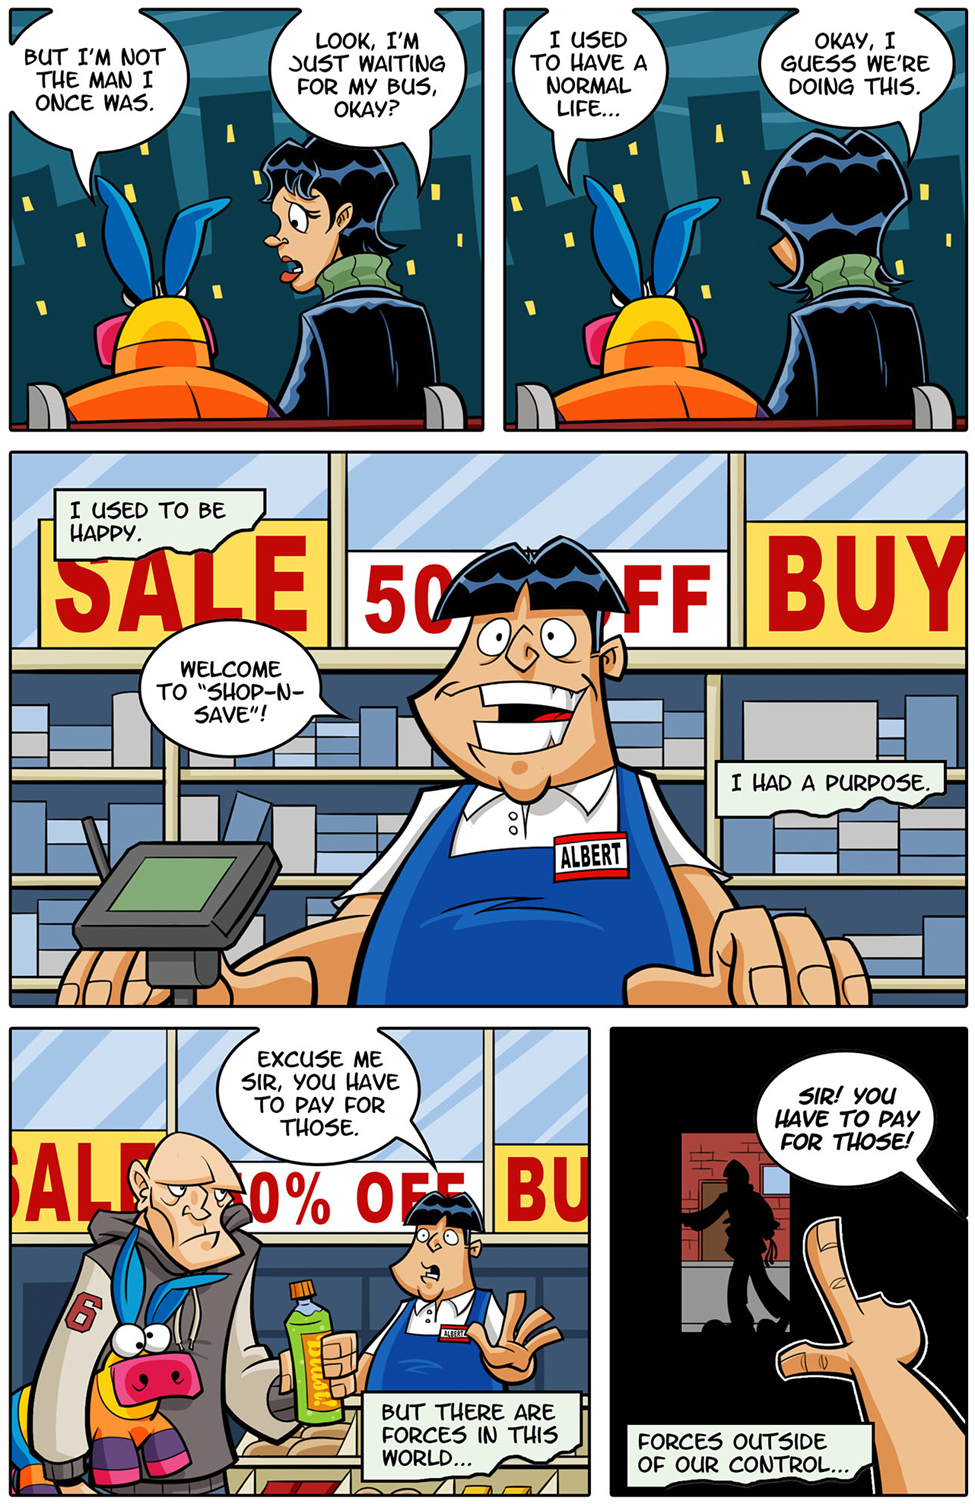 BUT I'M NOT
THE MAN I
ONCE WAS.
LOOK, I'M
JUST WAITING
FOR MY BUS,
OKAY?
I USED
TO HAVE A
NORMAL
LIFE...
OKAY, I
GUESS WE'RE
DOING THIS.
I USED TO BE
HAPPY.
SALE
50 FF
BUY
WELCOME
TO "SHOP-N-
SAVE"!
I HAD A PURPOSE.
ALBERT
EXCUSE ME
SIR, YOU HAVE
TO PAY FOR
THOSE.
SALE
0% OFF
BU
6
ALBERT
BUT THERE ARE
FORCES IN THIS
WORLD...
SIR! YOU
HAVE TO PAY
FOR THOSE!
FORCES OUTSIDE
OF OUR CONTROL...